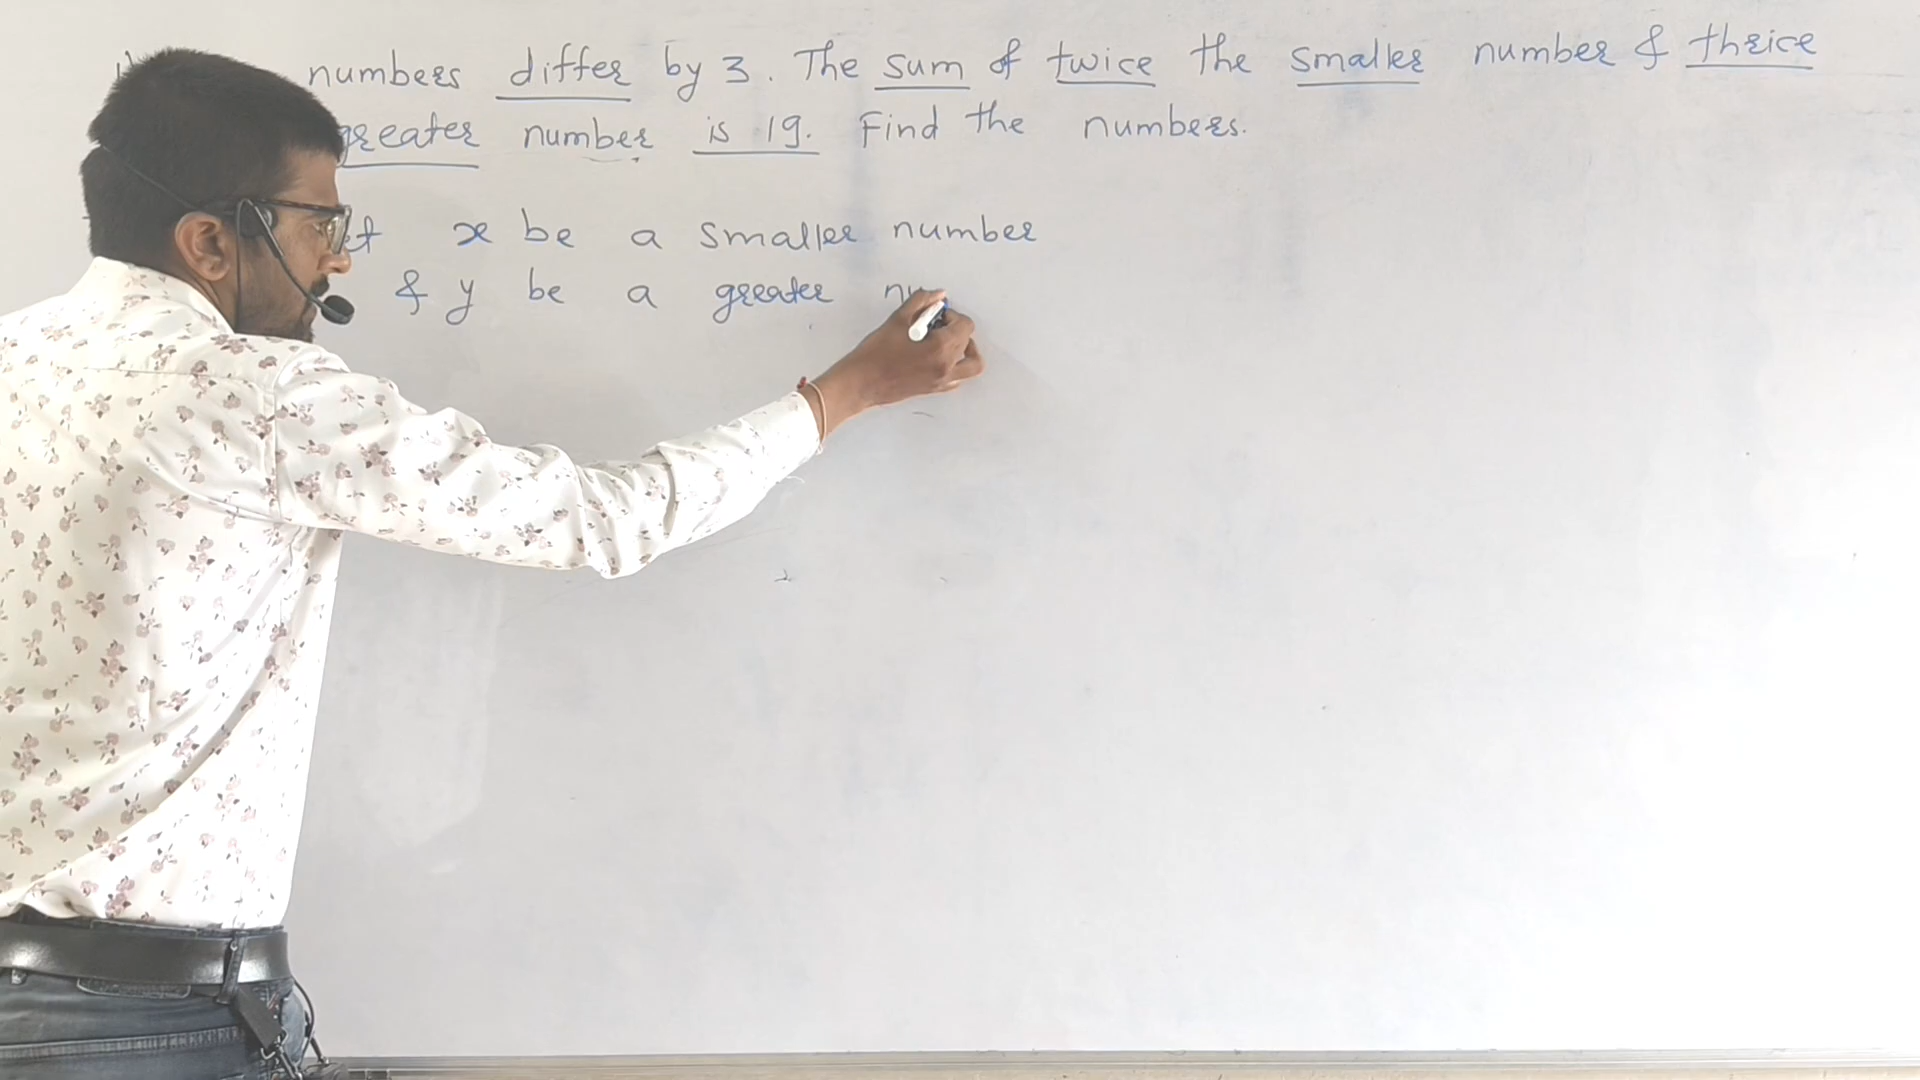 numbers differ by 3. The sum of twice the smaller number & thrice
greater number is 19. Find the numbers.
x be a smaller number
& y be a greater